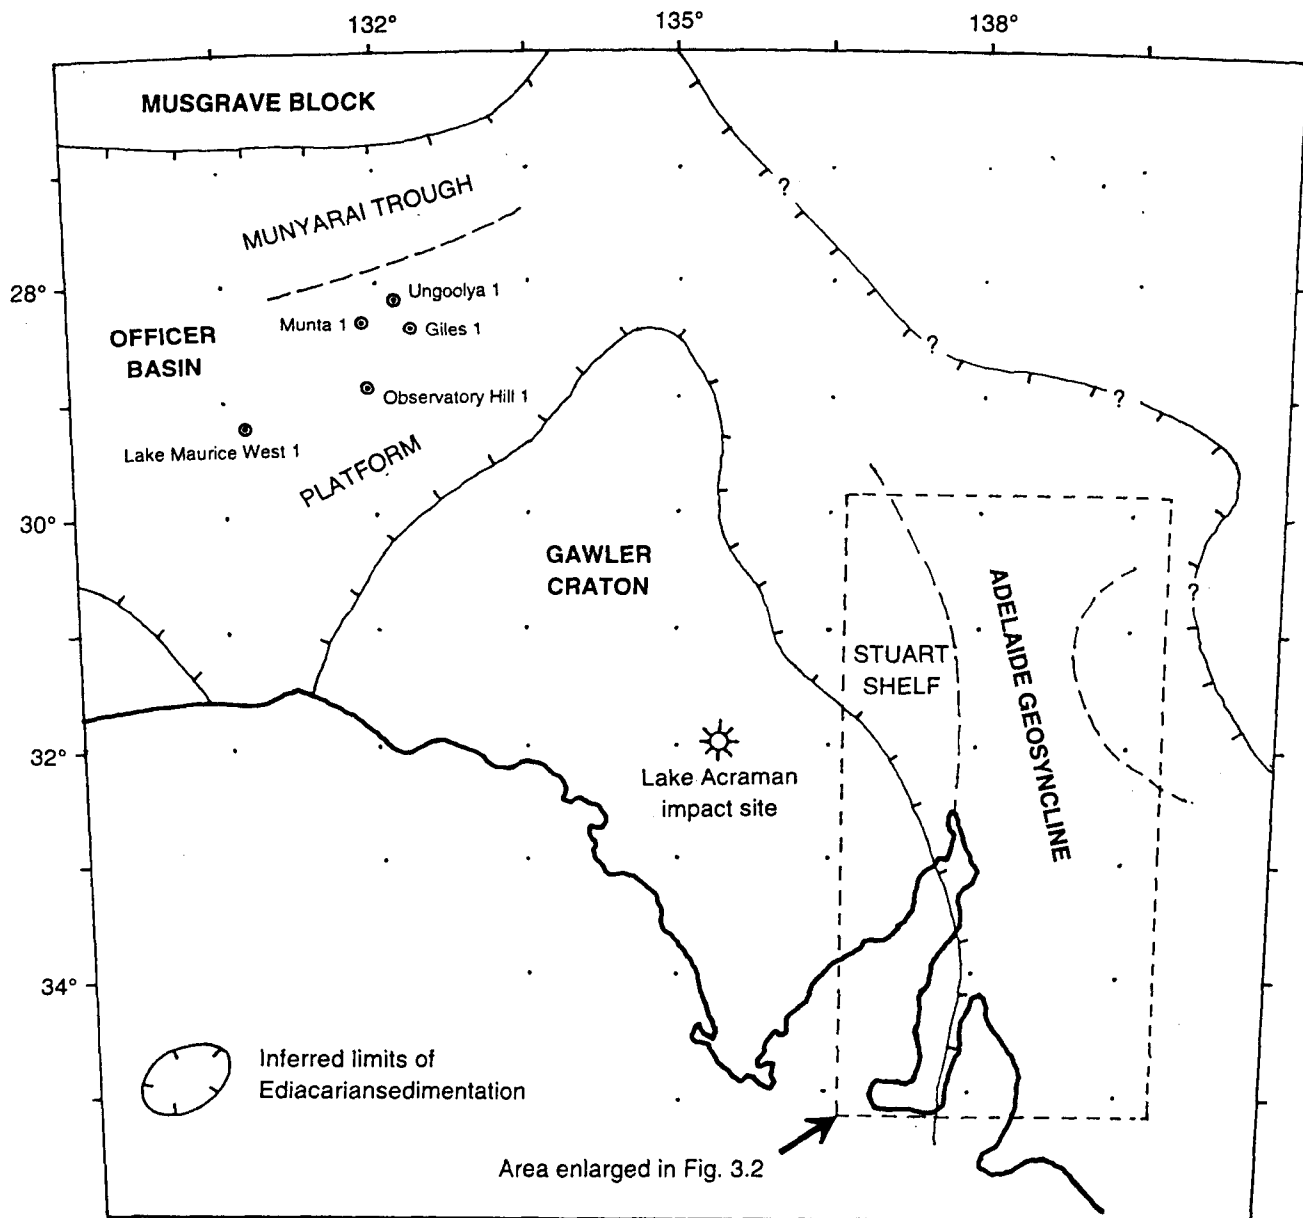 132°
135°
138°
MUSGRAVE BLOCK
MUNYARAI TROUGH
?
28°
Ungoolya 1
Munta 1
Giles 1
OFFICER
BASIN
?
Observatory Hill 1
?
Lake Maurice West 1
PLATFORM
30°
GAWLER
CRATON
ADELAIDE GEOSYNCLINE
?
STUART
SHELF
32°
Lake Acraman
impact site
34°
Inferred limits of
Ediacariansedimentation
Area enlarged in Fig. 3.2